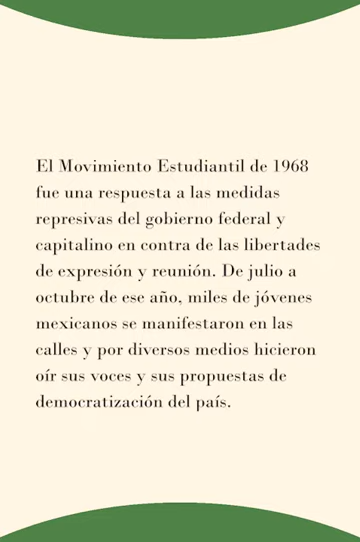 El Movimiento Estudiantil de 1968
fue una respuesta a las medidas
represivas del gobierno federal y
capitalino en contra de las libertades
de expresión y reunión. De julio a
octubre de ese año, miles de jóvenes
mexicanos se manifestaron en las
calles y por diversos medios hicieron
oír sus voces y sus propuestas de
democratización del país.